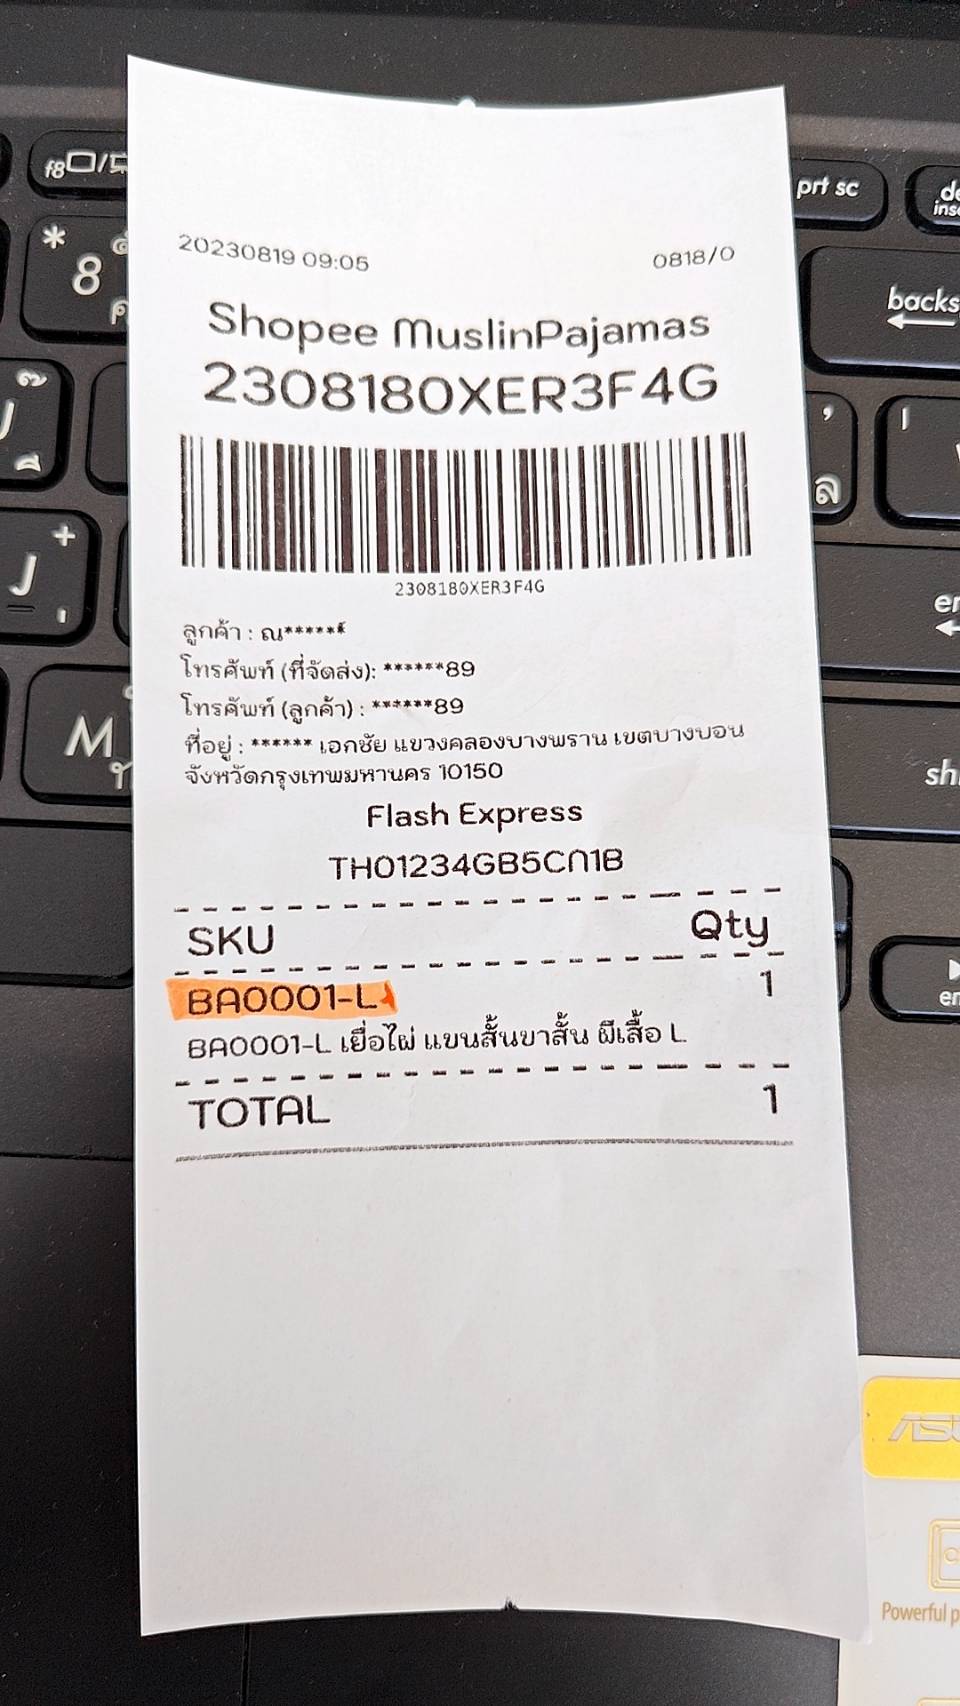 20230819 09:05 0818/0
Shopee MuslinPajamas
2308180XER3F4G
2308180XER3F4G
ลูกค้า : ณ******์
โทรศัพท์ (ที่จัดส่ง): ******89
โทรศัพท์ (ลูกค้า) : ******89
ที่อยู่ : ****** เอกชัย แขวงคลองบางพราน เขตบางบอน
จังหวัดกรุงเทพมหานคร 10150
Flash Express
TH01234GB5CN1B
SKU Qty
BA0001-L 1
BA0001-L เยื่อไผ่ แขนสั้นขาสั้น ผีเสื้อ L
TOTAL 1
f8
prt sc
* 8
backs
J
+
M
Powerful p